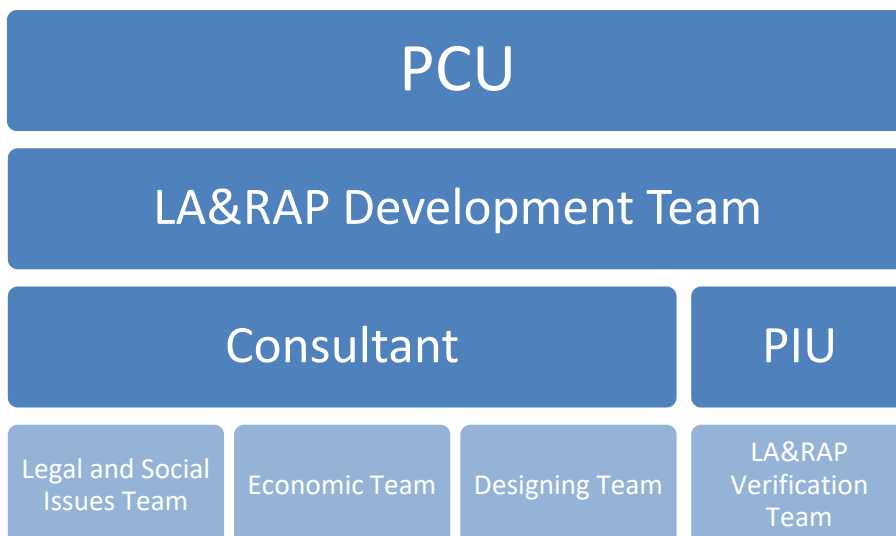 PCU
LA&RAP Development Team
Consultant
PIU
Legal and Social
Issues Team
Economic Team
Designing Team
LA&RAP
Verification
Team